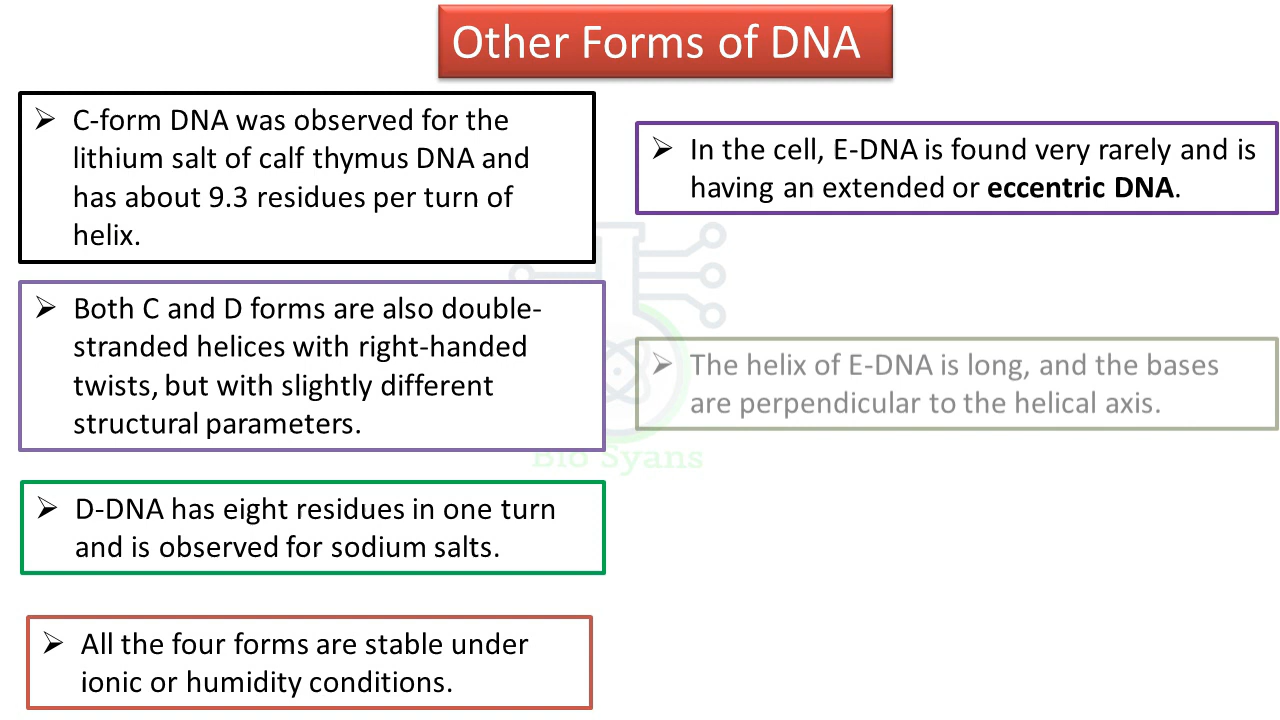 Other Forms of DNA
➢ C-form DNA was observed for the
lithium salt of calf thymus DNA and
has about 9.3 residues per turn of
helix.
➢ Both C and D forms are also double-
stranded helices with right-handed
twists, but with slightly different
structural parameters.
➢ D-DNA has eight residues in one turn
and is observed for sodium salts.
➢ All the four forms are stable under
ionic or humidity conditions.
➢ In the cell, E-DNA is found very rarely and is
having an extended or eccentric DNA.
➢ The helix of E-DNA is long, and the bases
are perpendicular to the helical axis.
Bio Syans